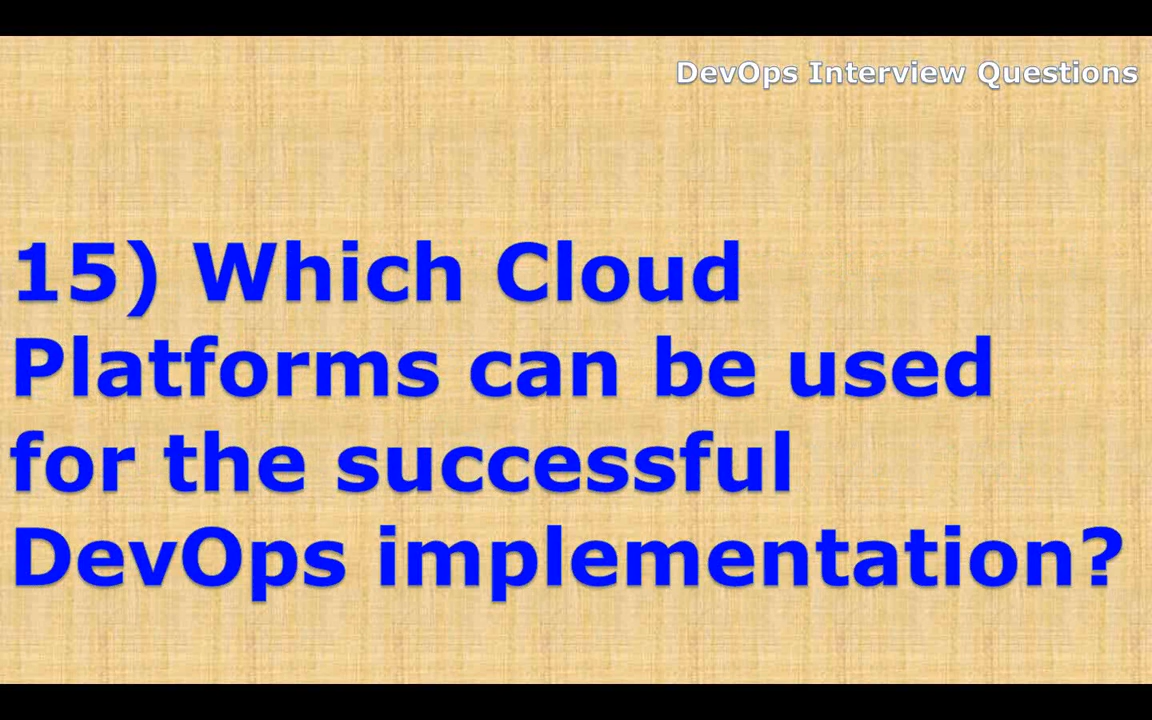 DevOps Interview Questions
15) Which Cloud
Platforms can be used
for the successful
DevOps implementation?